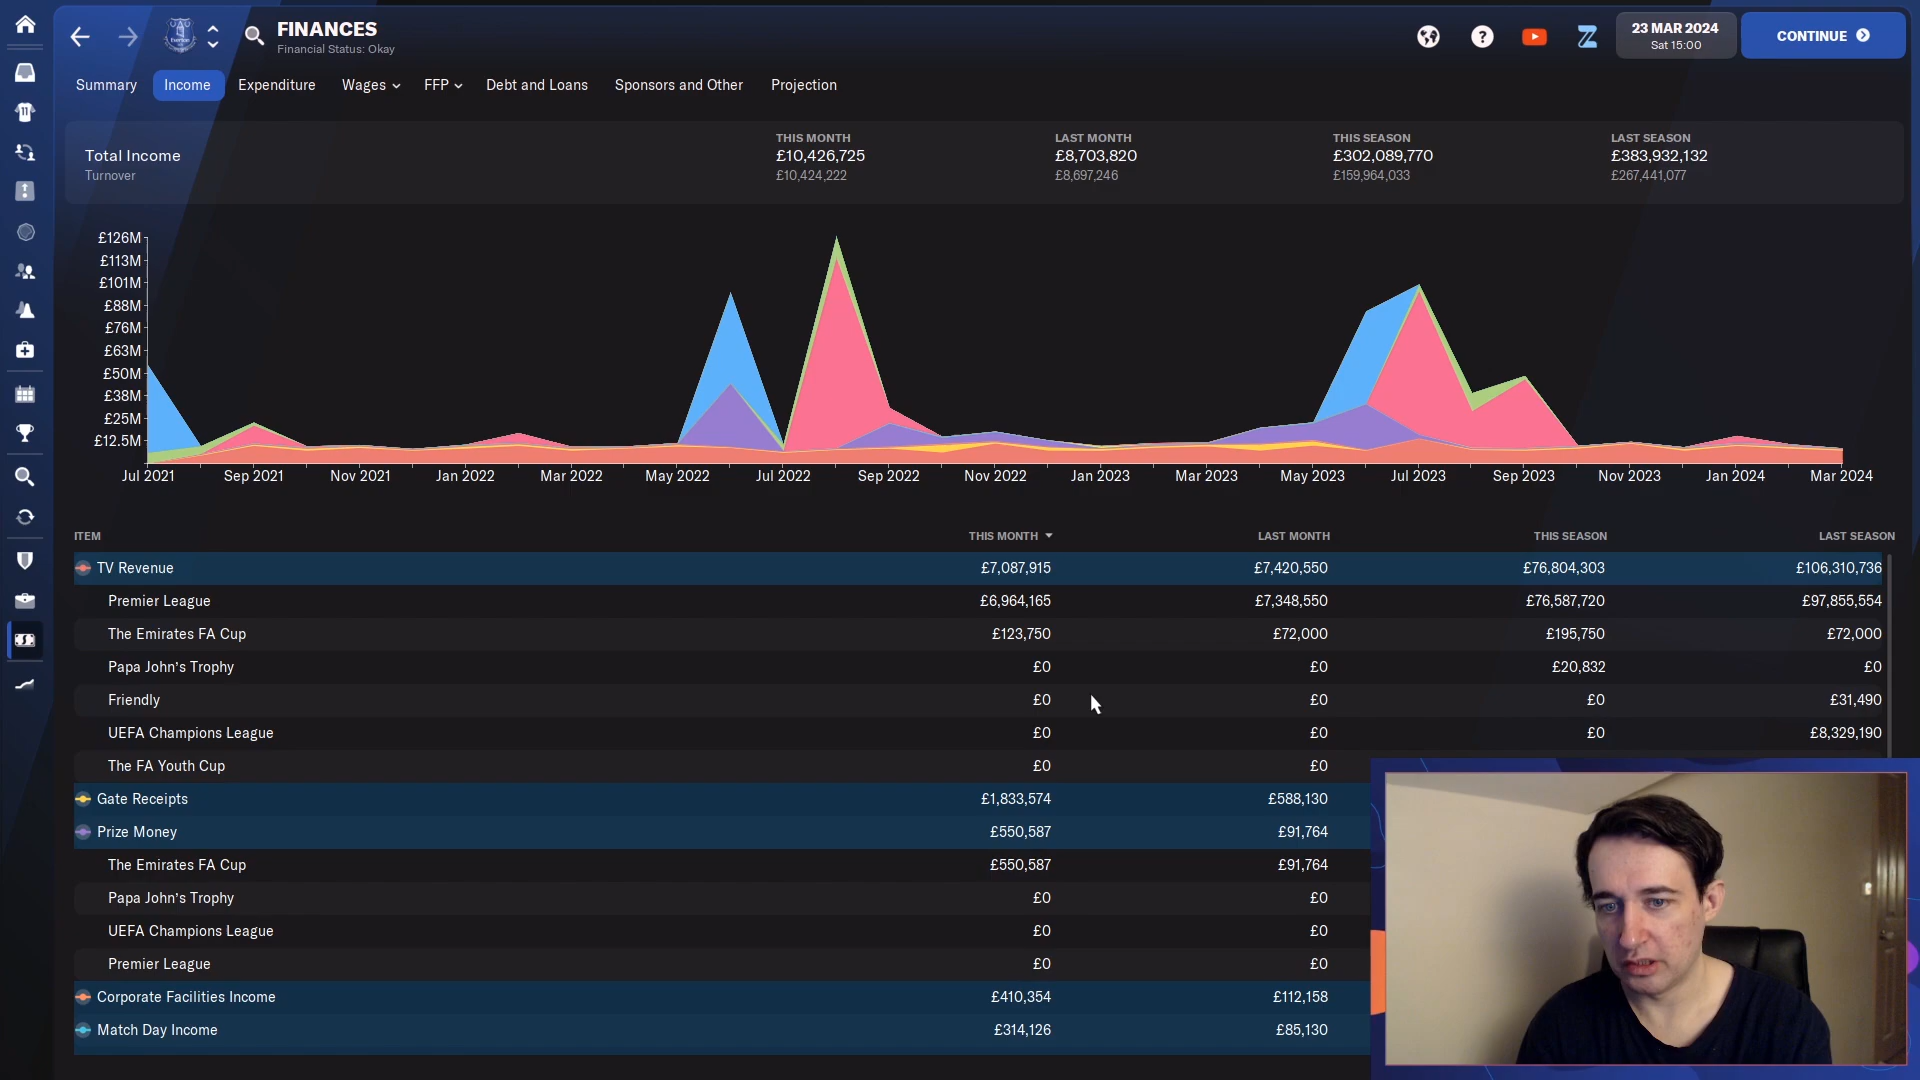 FINANCES
Financial Status: Okay
23 MAR 2024
Sat 15:00
CONTINUE
Summary
Income
Expenditure
Wages
FFP
Debt and Loans
Sponsors and Other
Projection
Total Income
Turnover
THIS MONTH
£10,426,725
£10,424,222
LAST MONTH
£8,703,820
£8,697,246
THIS SEASON
£302,089,770
£159,964,033
LAST SEASON
£383,932,132
£267,441,077
£126M
£113M
£101M
£88M
£76M
£63M
£50M
£38M
£25M
£12.5M
Jul 2021 Sep 2021 Nov 2021 Jan 2022 Mar 2022 May 2022 Jul 2022 Sep 2022 Nov 2022 Jan 2023 Mar 2023 May 2023 Jul 2023 Sep 2023 Nov 2023 Jan 2024 Mar 2024
ITEM THIS MONTH LAST MONTH THIS SEASON LAST SEASON
TV Revenue £7,087,915 £7,420,550 £76,804,303 £106,310,736
Premier League £6,964,165 £7,348,550 £76,587,720 £97,855,554
The Emirates FA Cup £123,750 £72,000 £195,750 £72,000
Papa John's Trophy £0 £0 £20,832 £0
Friendly £0 £0 £0 £31,490
UEFA Champions League £0 £0 £0 £8,329,190
The FA Youth Cup £0 £0
Gate Receipts £1,833,574 £588,130
Prize Money £550,587 £91,764
The Emirates FA Cup £550,587 £91,764
Papa John's Trophy £0 £0
UEFA Champions League £0 £0
Premier League £0 £0
Corporate Facilities Income £410,354 £112,158
Match Day Income £314,126 £85,130